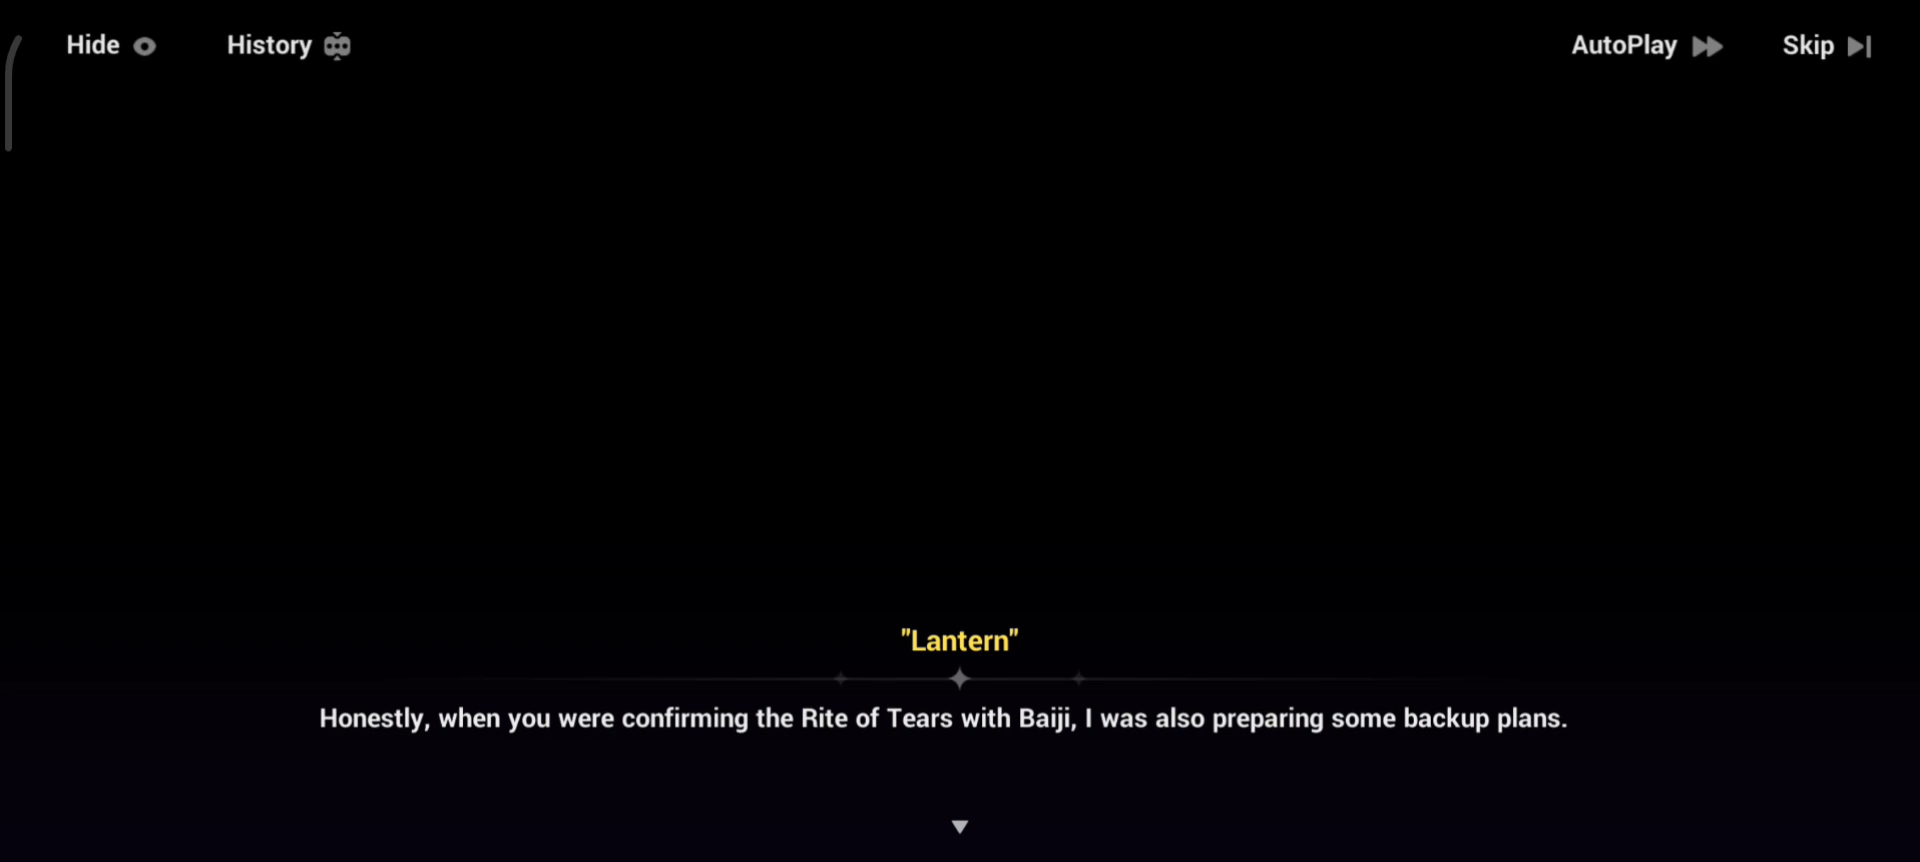 Hide History AutoPlay Skip
"Lantern"
Honestly, when you were confirming the Rite of Tears with Baiji, I was also preparing some backup plans.